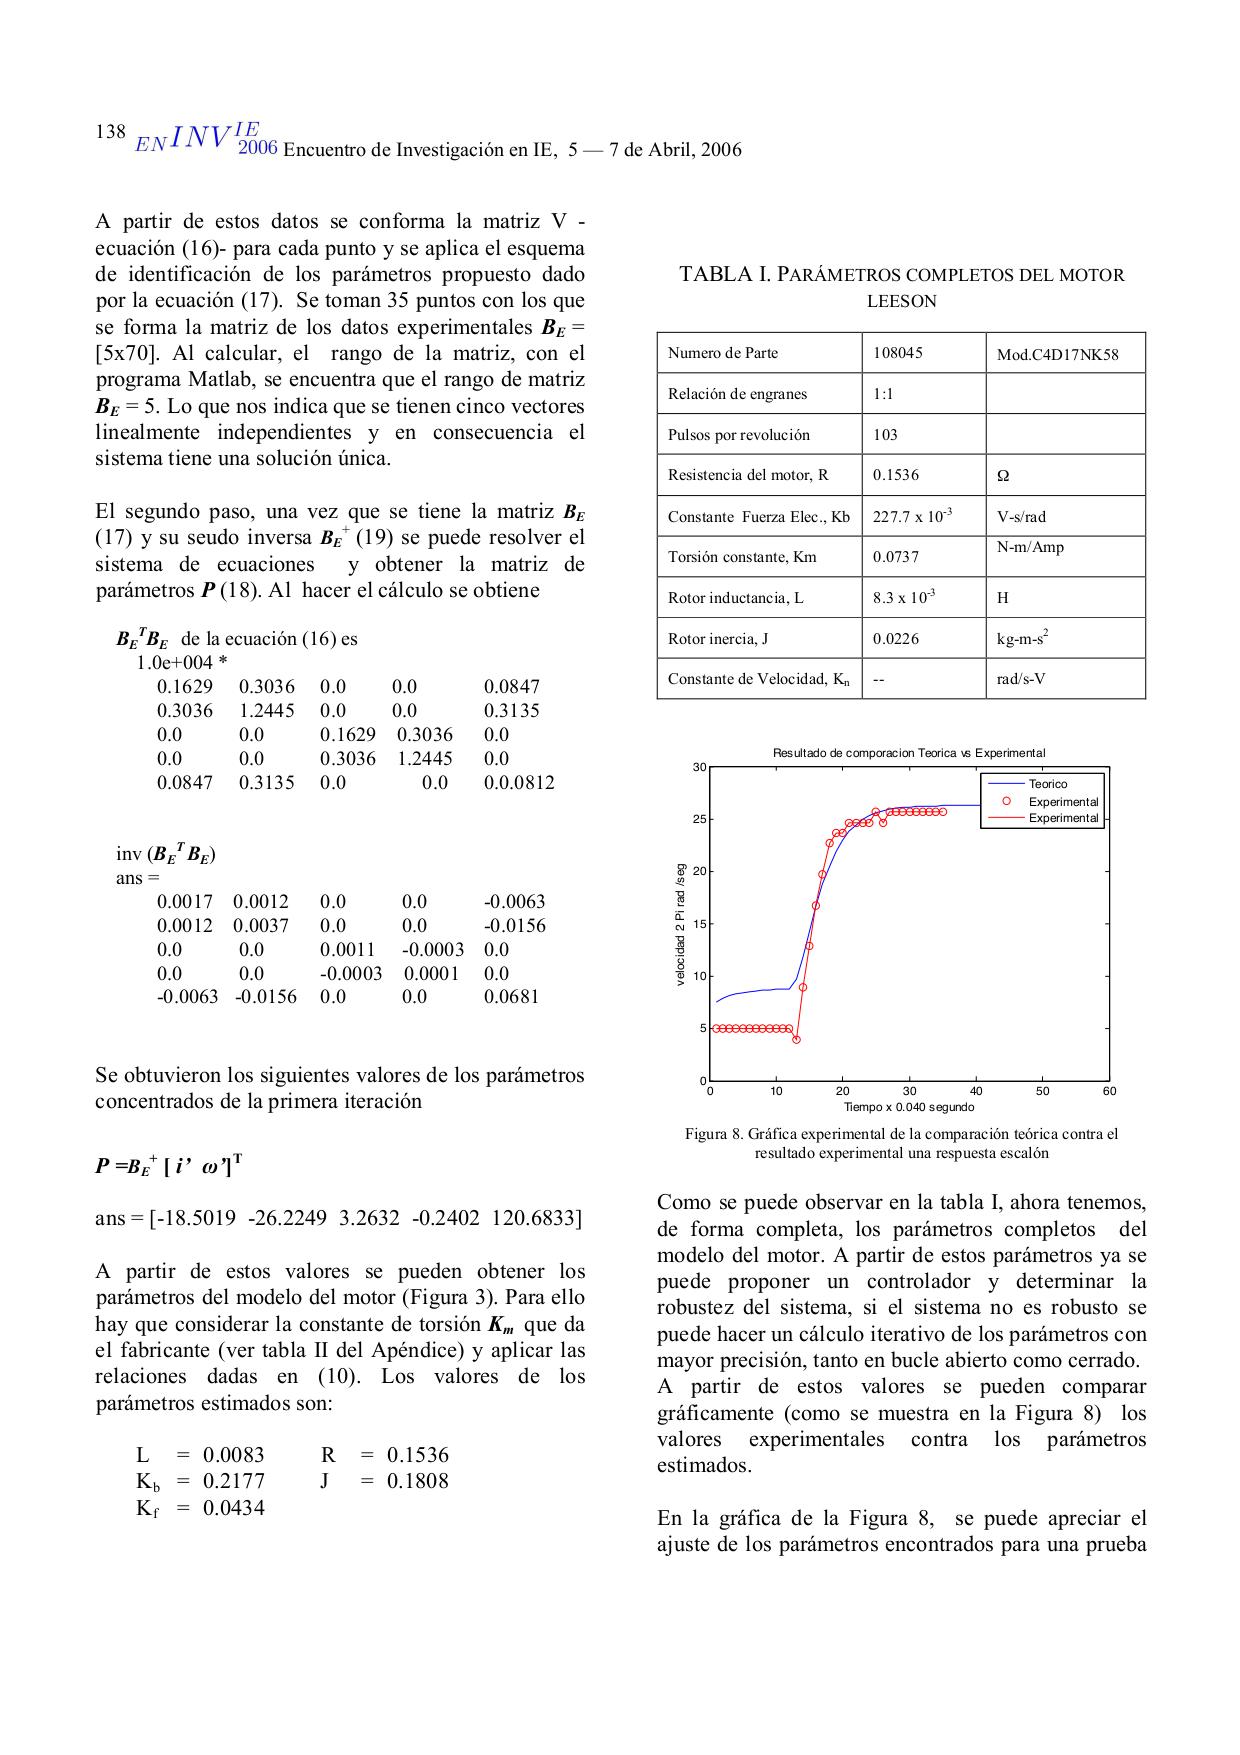 138 EN INV IE 2006 Encuentro de Investigación en IE, 5 — 7 de Abril, 2006
A partir de estos datos se conforma la matriz V -
ecuación (16)- para cada punto y se aplica el esquema
de identificación de los parámetros propuesto dado
por la ecuación (17). Se toman 35 puntos con los que
se forma la matriz de los datos experimentales B_E =
[5x70]. Al calcular, el rango de la matriz, con el
programa Matlab, se encuentra que el rango de matriz
B_E = 5. Lo que nos indica que se tienen cinco vectores
linealmente independientes y en consecuencia el
sistema tiene una solución única.
El segundo paso, una vez que se tiene la matriz B_E
(17) y su seudo inversa B_E^+ (19) se puede resolver el
sistema de ecuaciones y obtener la matriz de
parámetros P (18). Al hacer el cálculo se obtiene
B_E^T B_E de la ecuación (16) es
1.0e+004 *
0.1629 0.3036 0.0 0.0 0.0847
0.3036 1.2445 0.0 0.0 0.3135
0.0 0.0 0.1629 0.3036 0.0
0.0 0.0 0.3036 1.2445 0.0
0.0847 0.3135 0.0 0.0 0.0.0812
inv (B_E^T B_E)
ans =
0.0017 0.0012 0.0 0.0 -0.0063
0.0012 0.0037 0.0 0.0 -0.0156
0.0 0.0 0.0011 -0.0003 0.0
0.0 0.0 -0.0003 0.0001 0.0
-0.0063 -0.0156 0.0 0.0 0.0681
Se obtuvieron los siguientes valores de los parámetros
concentrados de la primera iteración
P =B_E^+ [ i’ ω’]^T
ans = [-18.5019 -26.2249 3.2632 -0.2402 120.6833]
A partir de estos valores se pueden obtener los
parámetros del modelo del motor (Figura 3). Para ello
hay que considerar la constante de torsión K_m que da
el fabricante (ver tabla II del Apéndice) y aplicar las
relaciones dadas en (10). Los valores de los
parámetros estimados son:
L = 0.0083 R = 0.1536
K_b = 0.2177 J = 0.1808
K_f = 0.0434
TABLA I. PARÁMETROS COMPLETOS DEL MOTOR
LEESON
Numero de Parte 108045 Mod.C4D17NK58
Relación de engranes 1:1
Pulsos por revolución 103
Resistencia del motor, R 0.1536 Ω
Constante Fuerza Elec., Kb 227.7 x 10^-3 V-s/rad
Torsión constante, Km 0.0737 N-m/Amp
Rotor inductancia, L 8.3 x 10^-3 H
Rotor inercia, J 0.0226 kg-m-s^2
Constante de Velocidad, K_n -- rad/s-V
Resultado de comporacion Teorica vs Experimental
30
25
20
15
10
5
0
velocidad 2 Pi rad /seg
Teorico
Experimental
Experimental
0 10 20 30 40 50 60
Tiempo x 0.040 segundo
Figura 8. Gráfica experimental de la comparación teórica contra el
resultado experimental una respuesta escalón
Como se puede observar en la tabla I, ahora tenemos,
de forma completa, los parámetros completos del
modelo del motor. A partir de estos parámetros ya se
puede proponer un controlador y determinar la
robustez del sistema, si el sistema no es robusto se
puede hacer un cálculo iterativo de los parámetros con
mayor precisión, tanto en bucle abierto como cerrado.
A partir de estos valores se pueden comparar
gráficamente (como se muestra en la Figura 8) los
valores experimentales contra los parámetros
estimados.
En la gráfica de la Figura 8, se puede apreciar el
ajuste de los parámetros encontrados para una prueba